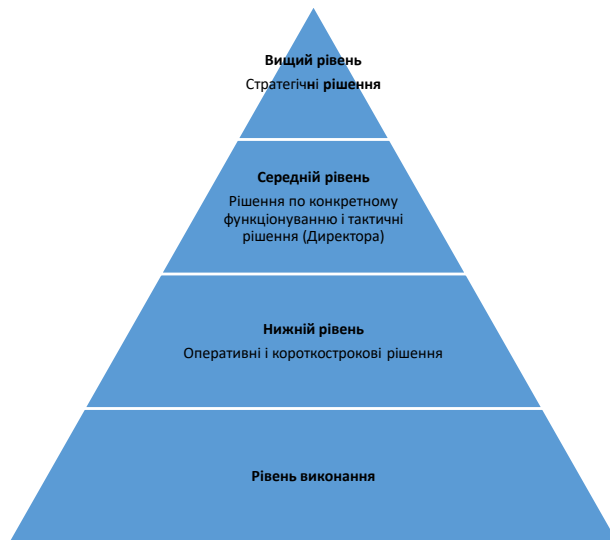 Вищий рівень
Стратегічні рішення
Середній рівень
Рішення по конкретному
функціонуванню і тактичні
рішення (Директора)
Нижній рівень
Оперативні і короткострокові рішення
Рівень виконання